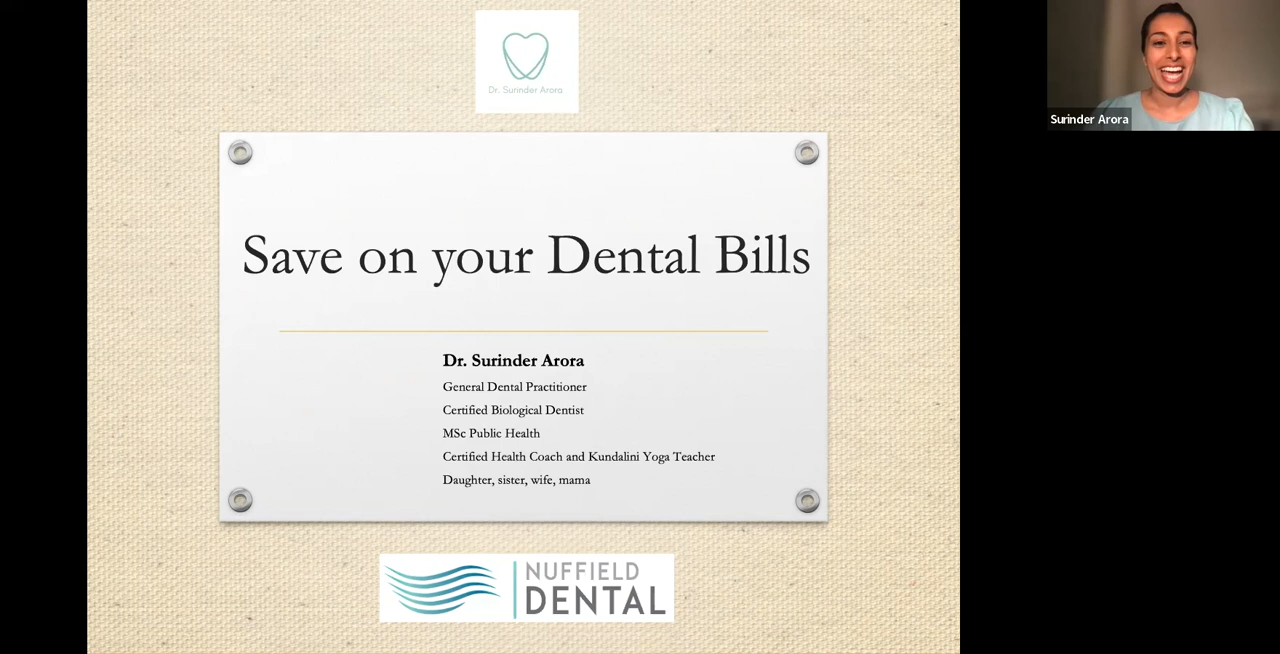 Dr. Surinder Arora
Surinder Arora
Save on your Dental Bills
Dr. Surinder Arora
General Dental Practitioner
Certified Biological Dentist
MSc Public Health
Certified Health Coach and Kundalini Yoga Teacher
Daughter, sister, wife, mama
NUFFIELD
DENTAL